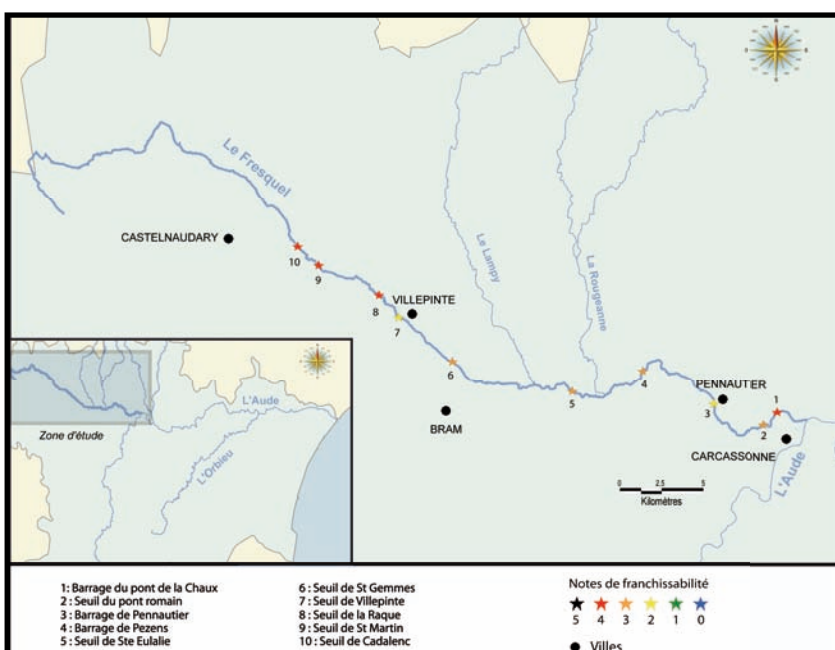 Le Fresquel
CASTELNAUDARY
10
9
Le Lampy
La Rougeanne
8
VILLEPINTE
7
6
BRAM
5
4
PENNAUTIER
3
1
2
CARCASSONNE
L'Aude
0 2.5 5
Kilomètres
L'Aude
Zone d'étude
L'Orbieu
1: Barrage du pont de la Chaux
2 : Seuil du pont romain
3 : Barrage de Pennautier
4 : Barrage de Pezens
5 : Seuil de Ste Eulalie
6 : Seuil de St Gemmes
7 : Seuil de Villepinte
8 : Seuil de la Raque
9 : Seuil de St Martin
10 : Seuil de Cadalenc
Notes de franchissabilité
5 4 3 2 1 0
Villes